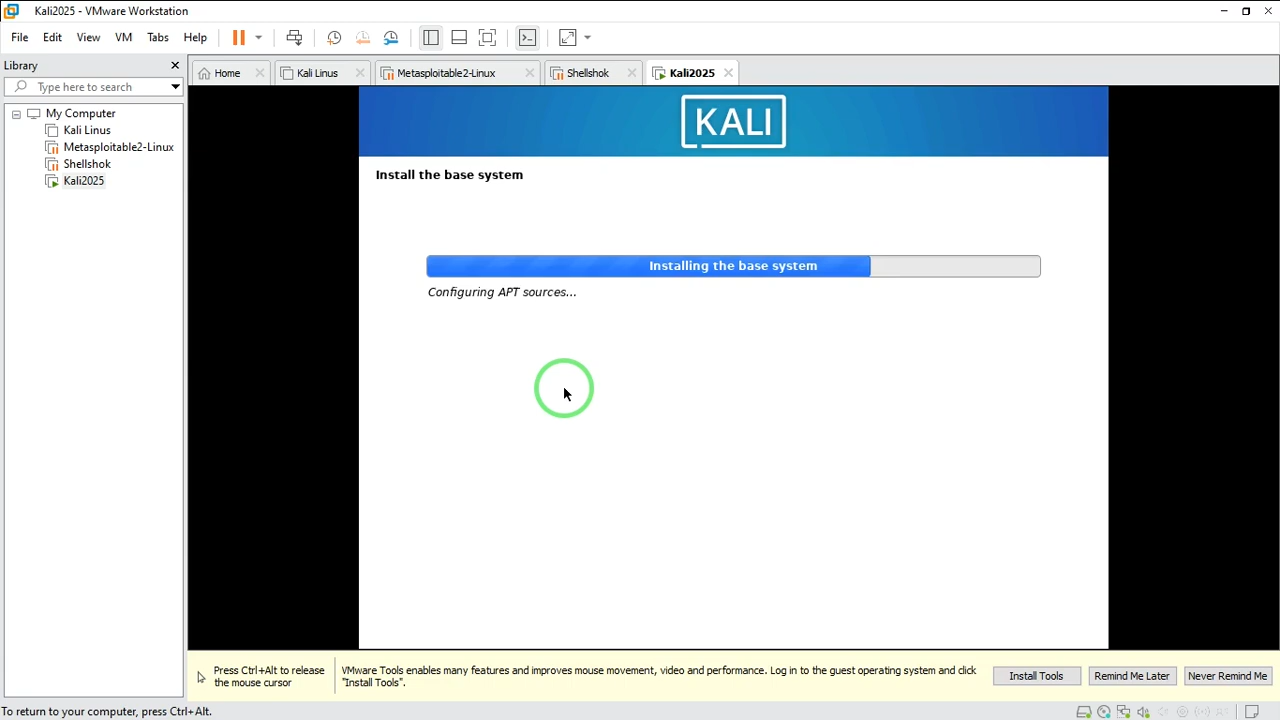 Kali2025 - VMware Workstation
File Edit View VM Tabs Help
Library
Type here to search
My Computer
Kali Linus
Metasploitable2-Linux
Shellshok
Kali2025
Home Kali Linus Metasploitable2-Linux Shellshok Kali2025
KALI
Install the base system
Installing the base system
Configuring APT sources...
Press Ctrl+Alt to release
the mouse cursor
VMware Tools enables many features and improves mouse movement, video and performance. Log in to the guest operating system and click
"Install Tools".
Install Tools Remind Me Later Never Remind Me
To return to your computer, press Ctrl+Alt.